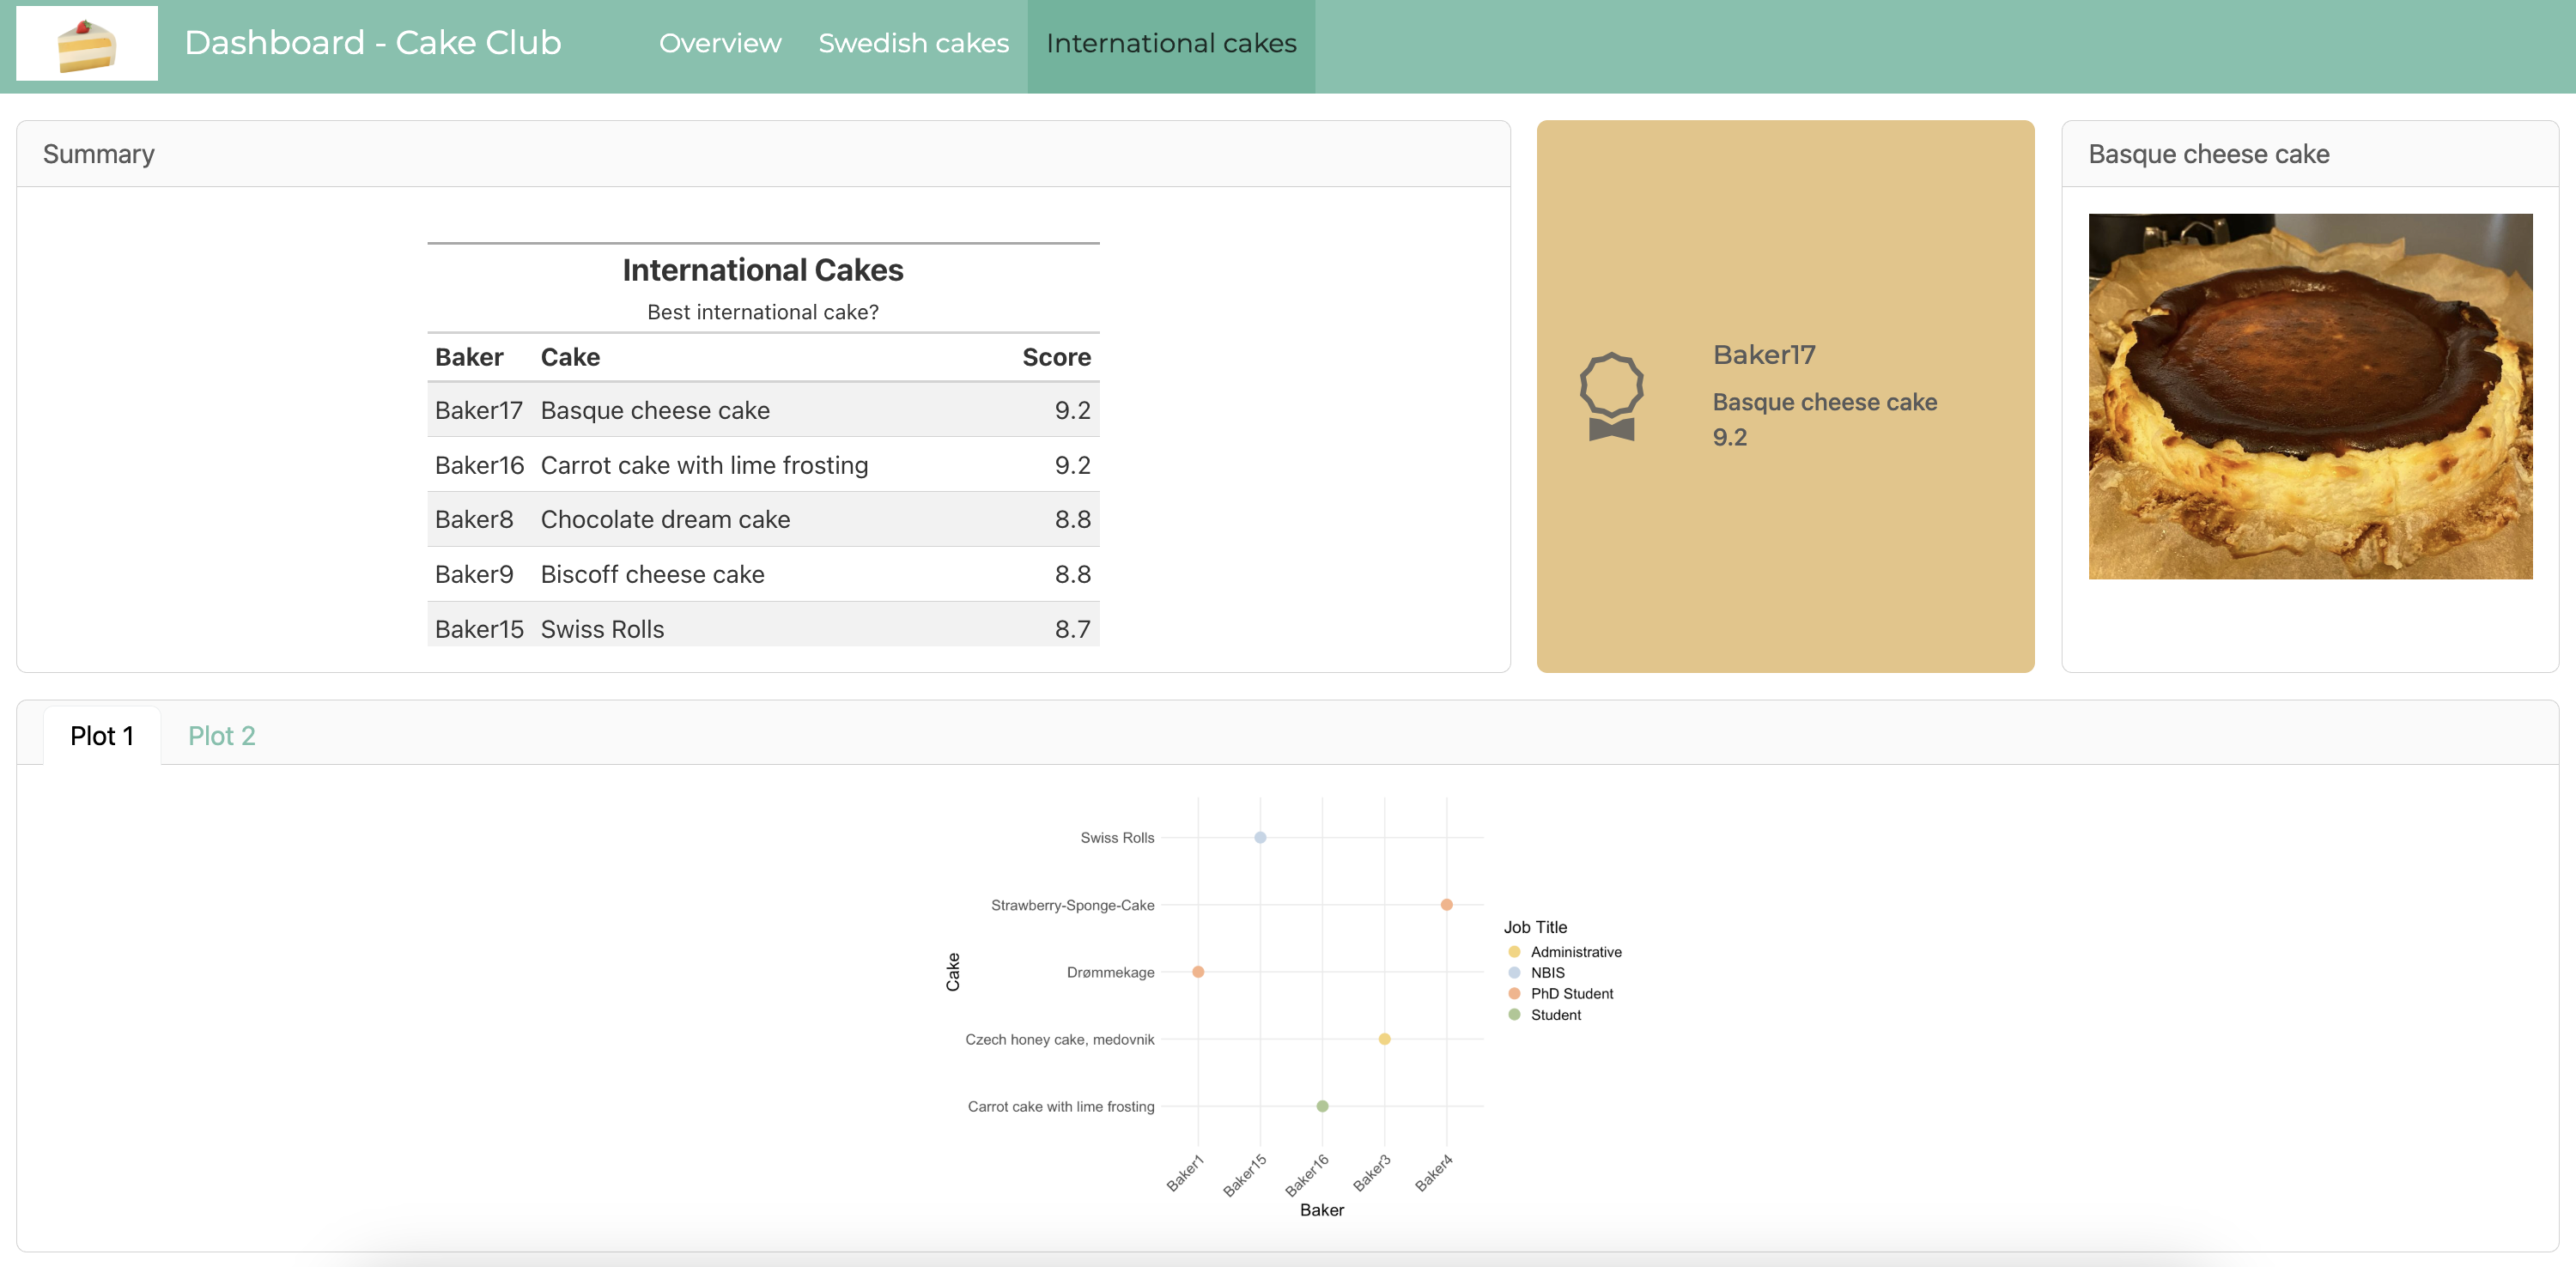 Dashboard - Cake Club
Overview
Swedish cakes
International cakes
Summary
International Cakes
Best international cake?
Baker Cake Score
Baker17 Basque cheese cake 9.2
Baker16 Carrot cake with lime frosting 9.2
Baker8 Chocolate dream cake 8.8
Baker9 Biscoff cheese cake 8.8
Baker15 Swiss Rolls 8.7
Baker17
Basque cheese cake
9.2
Basque cheese cake
Plot 1
Plot 2
Cake
Swiss Rolls
Strawberry-Sponge-Cake
Drømmekage
Czech honey cake, medovnik
Carrot cake with lime frosting
Baker1
Baker15
Baker16
Baker3
Baker4
Baker
Job Title
Administrative
NBIS
PhD Student
Student